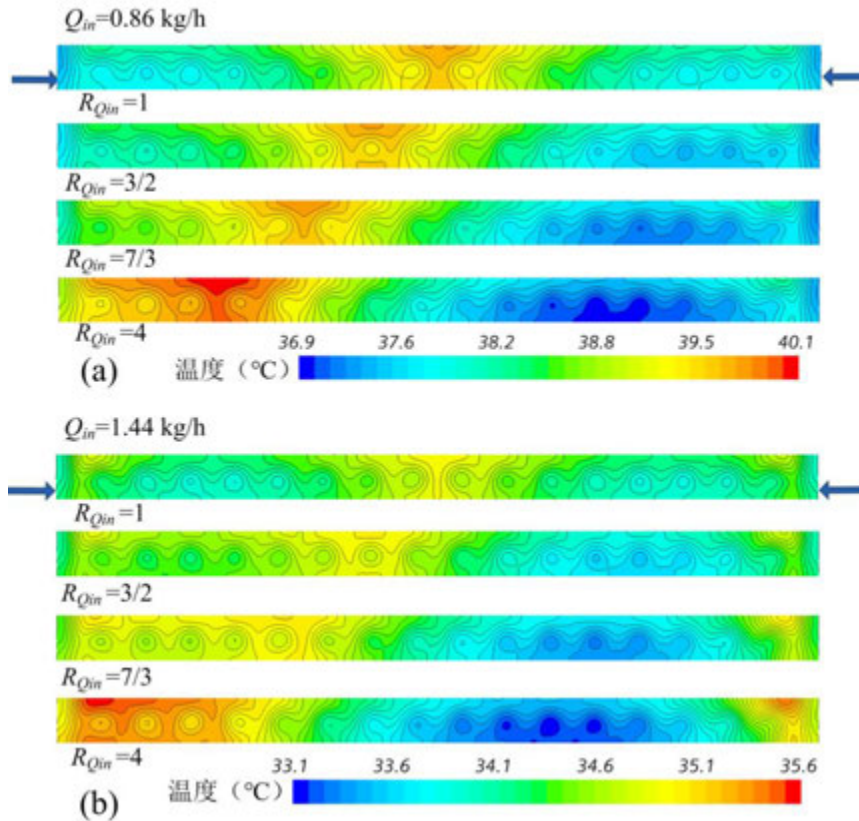 Qin=0.86 kg/h
RQin=1
RQin=3/2
RQin=7/3
RQin=4
36.9 37.6 38.2 38.8 39.5 40.1
(a) 温度（°C）
Qin=1.44 kg/h
RQin=1
RQin=3/2
RQin=7/3
RQin=4
33.1 33.6 34.1 34.6 35.1 35.6
(b) 温度（°C）